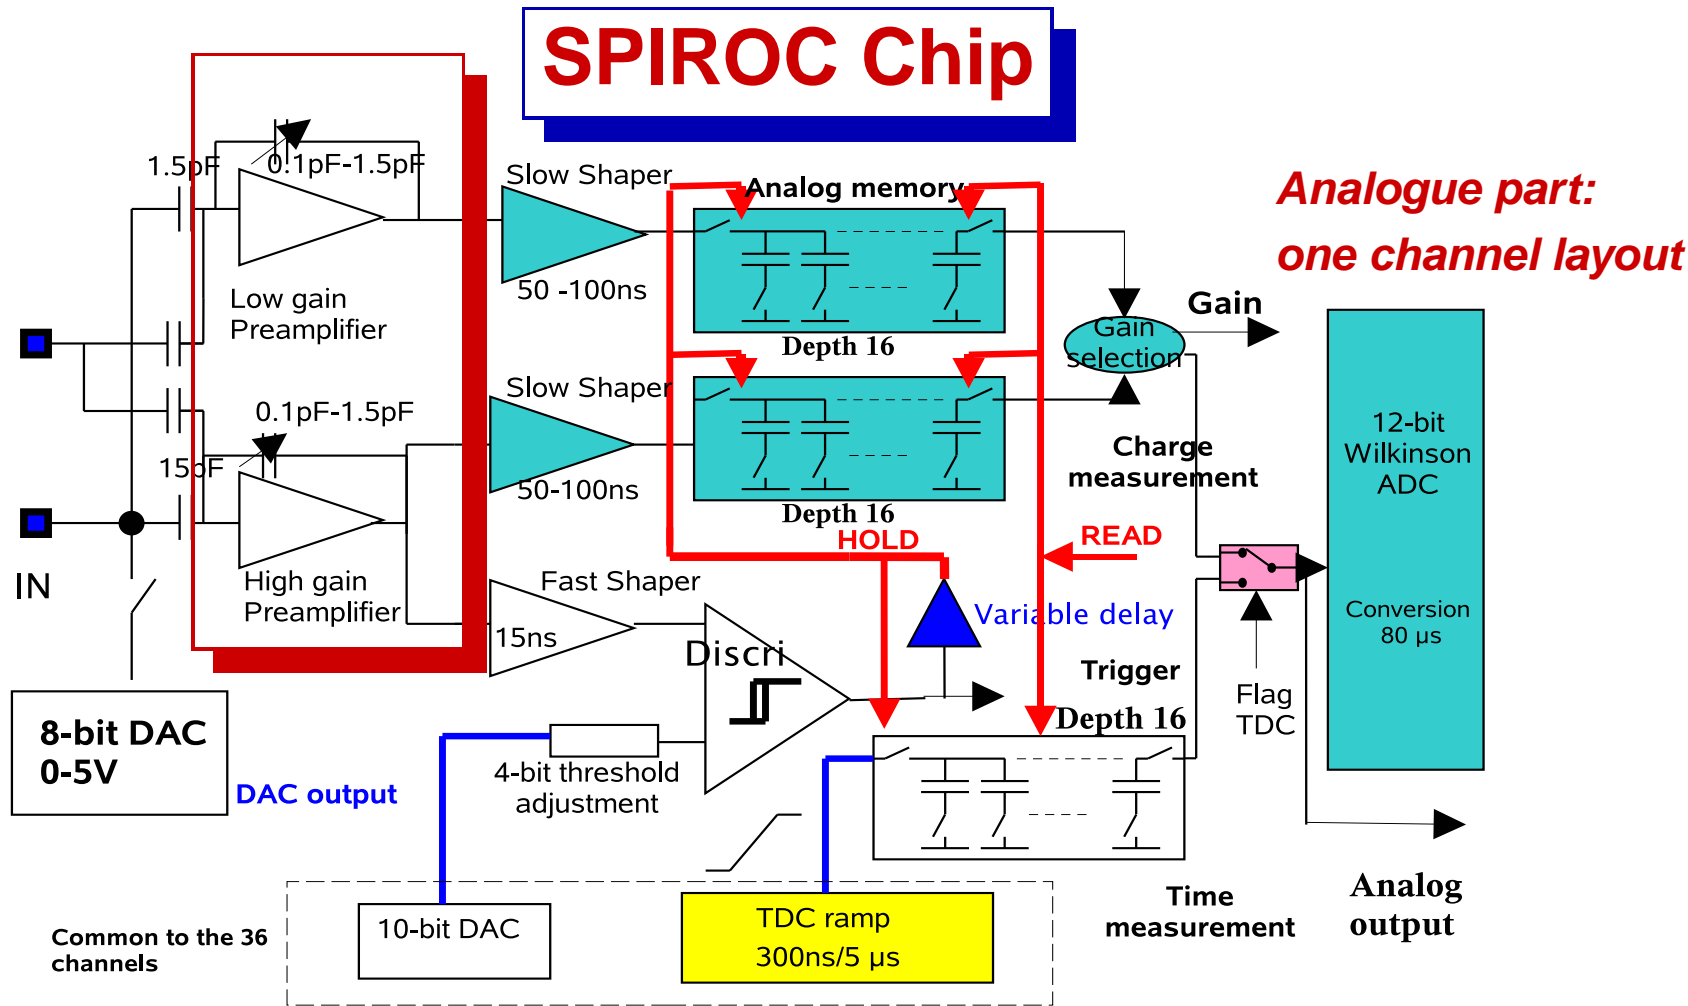 SPIROC Chip
Analogue part:
one channel layout
1.5pF
0.1pF-1.5pF
Slow Shaper
Analog memory
50 -100ns
Low gain
Preamplifier
Depth 16
Gain
Gain
selection
Slow Shaper
0.1pF-1.5pF
15pF
50-100ns
Depth 16
Charge
measurement
12-bit
Wilkinson
ADC
HOLD
READ
IN
High gain
Preamplifier
Fast Shaper
15ns
Discri
Variable delay
Conversion
80 µs
Trigger
Flag
TDC
Depth 16
8-bit DAC
0-5V
DAC output
4-bit threshold
adjustment
Time
measurement
Analog
output
Common to the 36
channels
10-bit DAC
TDC ramp
300ns/5 µs